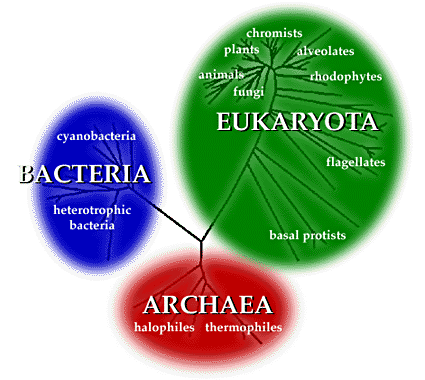 chromists
plants
alveolates
animals
rhodophytes
fungi
EUKARYOTA
cyanobacteria
flagellates
BACTERIA
heterotrophic
bacteria
basal protists
ARCHAEA
halophiles thermophiles